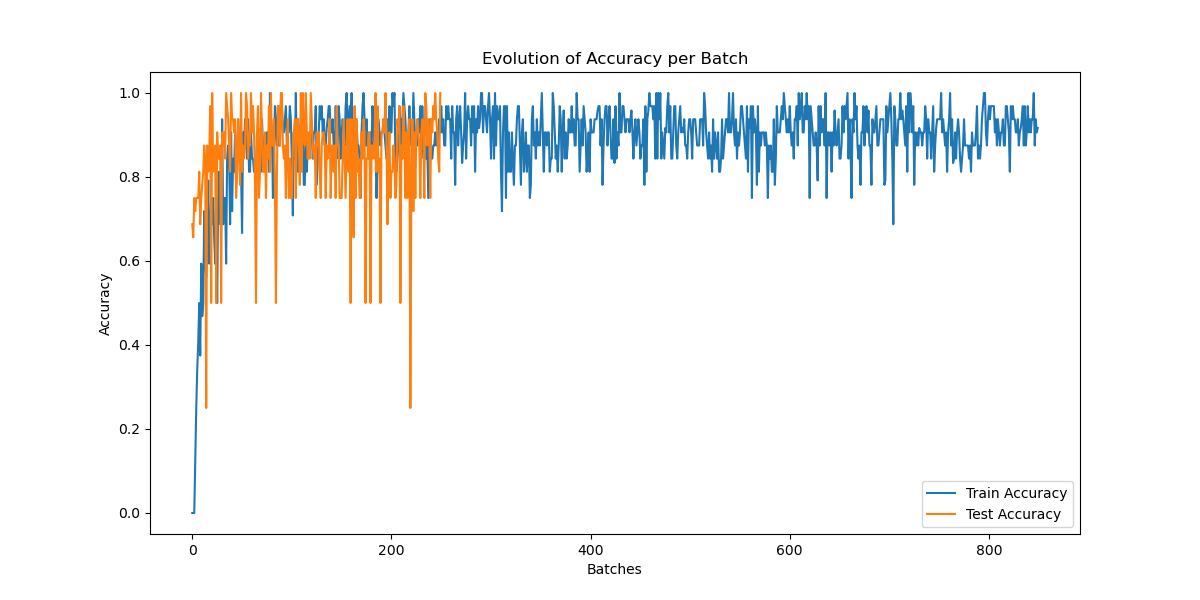 Evolution of Accuracy per Batch
Accuracy
1.0
0.8
0.6
0.4
0.2
0.0
0
200
400
600
800
Batches
Train Accuracy
Test Accuracy